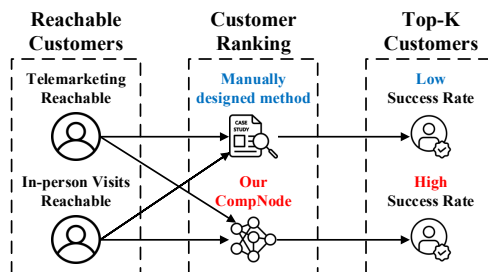 Reachable
Customers
Customer
Ranking
Top-K
Customers
Telemarketing
Reachable
Manually
designed method
CASE
STUDY
Low
Success Rate
In-person Visits
Reachable
Our
CompNode
High
Success Rate